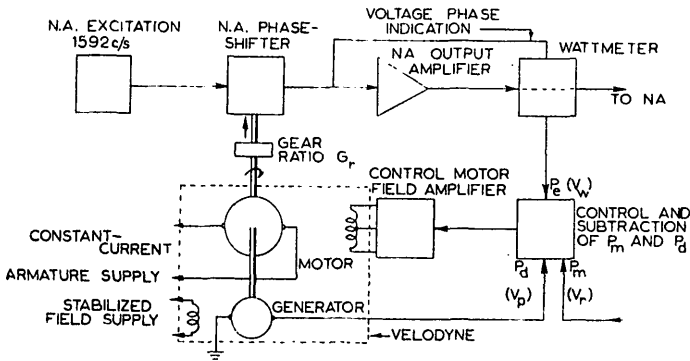 N.A. EXCITATION
1592 c/s
N.A. PHASE-
SHIFTER
VOLTAGE PHASE
INDICATION
NA OUTPUT
AMPLIFIER
WATTMETER
TO NA
GEAR
RATIO Gr
CONTROL MOTOR
FIELD AMPLIFIER
Pe (Vw)
CONTROL AND
SUBTRACTION
OF Pm AND Pd
CONSTANT-
CURRENT
ARMATURE SUPPLY
MOTOR
Pd
Pm
(Vp)
(Vr)
STABILIZED
FIELD SUPPLY
GENERATOR
VELODYNE